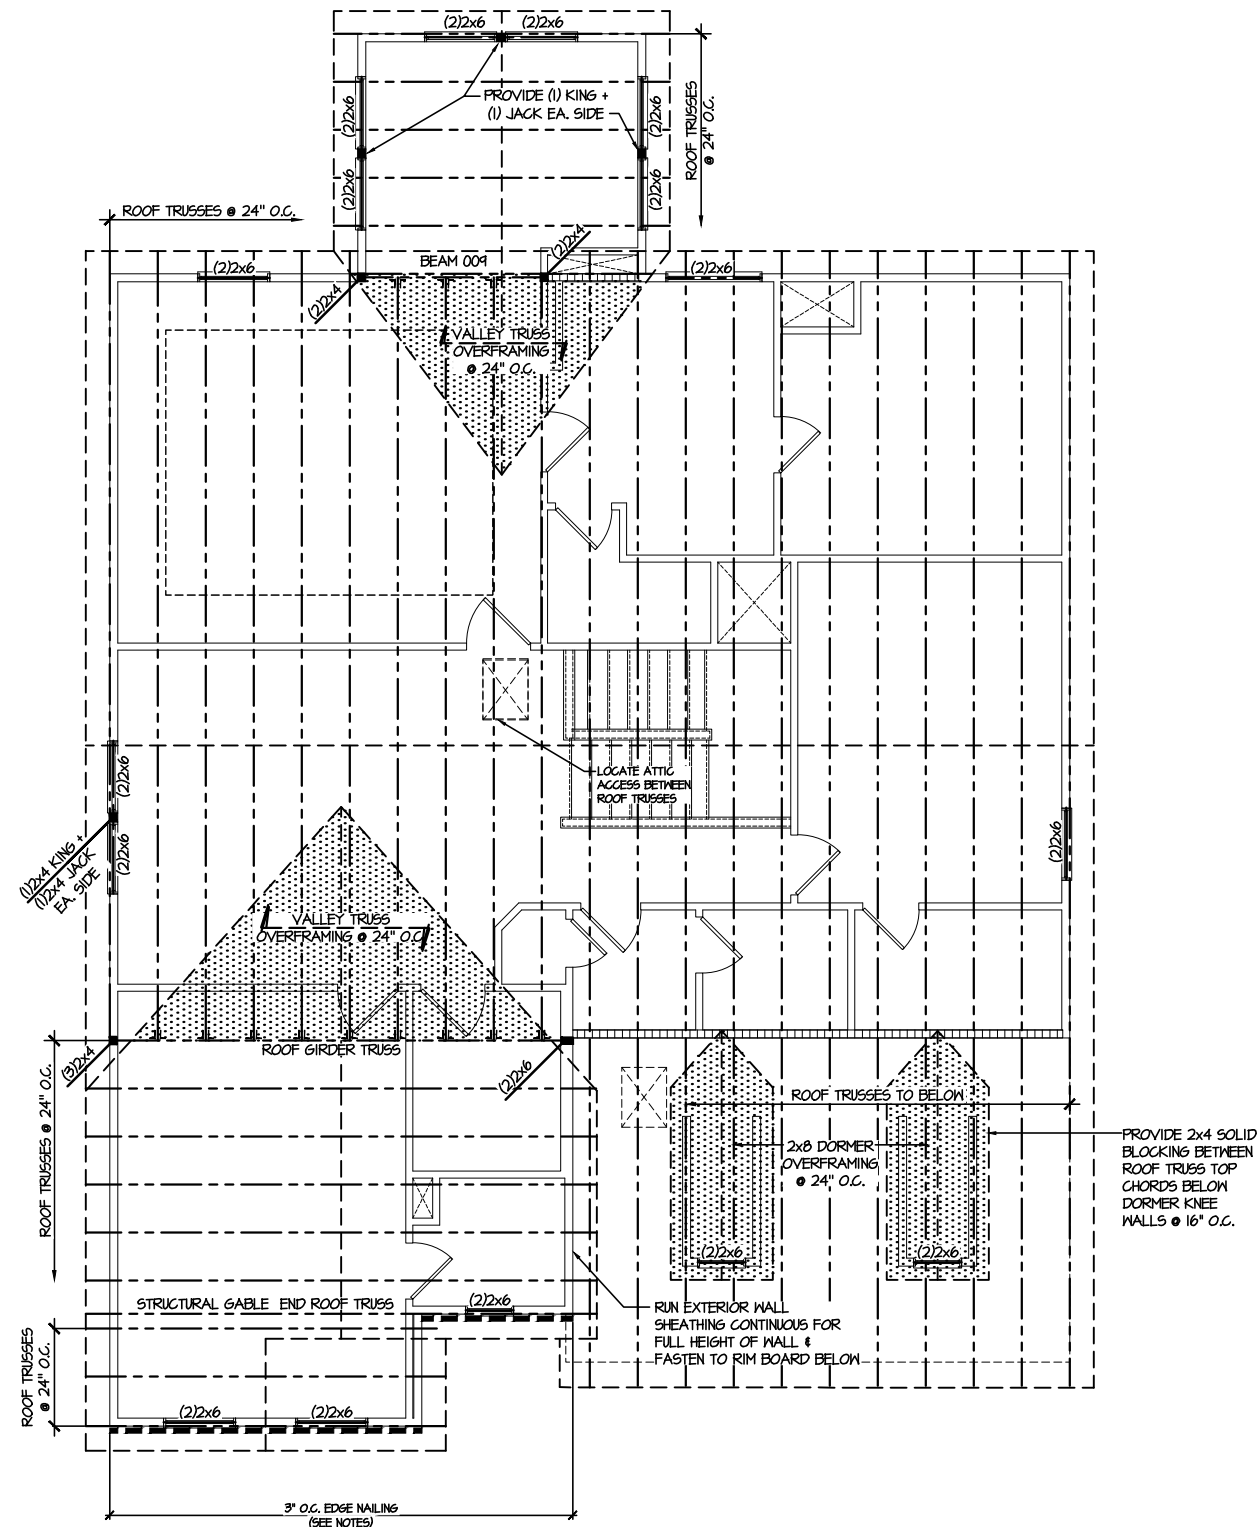 (2)2x6
(2)2x6
PROVIDE (1) KING +
(1) JACK EA. SIDE
(2)2x6
(2)2x6
(2)2x6
(2)2x6
ROOF TRUSSES
@ 24" O.C.
ROOF TRUSSES @ 24" O.C.
(2)2x6
BEAM 009
(2)2x4
(2)2x6
(2)2x4
VALLEY TRUSS
OVERFRAMING
@ 24" O.C.
LOCATE ATTIC
ACCESS BETWEEN
ROOF TRUSSES
(2)2x6
(2)2x6
(1)2x4 KING +
(1)2x4 JACK
EA. SIDE
(2)2x6
VALLEY TRUSS
OVERFRAMING @ 24" O.C.
ROOF GIRDER TRUSS
(3)2x4
(2)2x6
ROOF TRUSSES @ 24" O.C.
ROOF TRUSSES TO BELOW
2x8 DORMER
OVERFRAMING
@ 24" O.C.
PROVIDE 2x4 SOLID
BLOCKING BETWEEN
ROOF TRUSS TOP
CHORDS BELOW
DORMER KNEE
WALLS @ 16" O.C.
(2)2x6
(2)2x6
STRUCTURAL GABLE END ROOF TRUSS
(2)2x6
RUN EXTERIOR WALL
SHEATHING CONTINUOUS FOR
FULL HEIGHT OF WALL &
FASTEN TO RIM BOARD BELOW
ROOF TRUSSES
@ 24" O.C.
(2)2x6
(2)2x6
3" O.C. EDGE NAILING
(SEE NOTES)